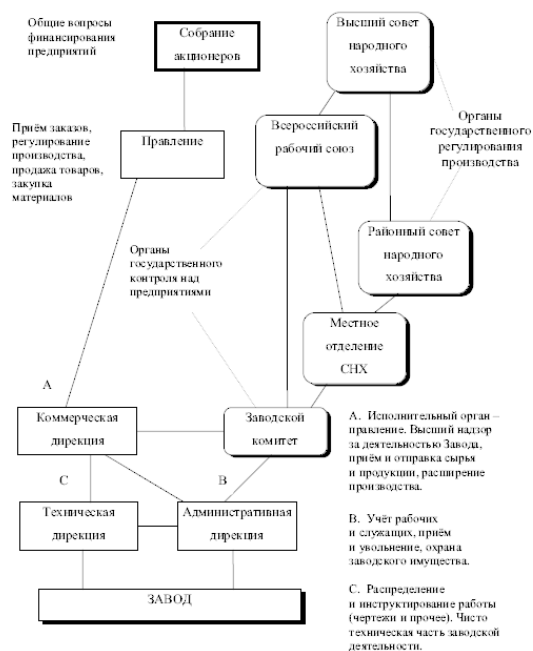 Общие вопросы
финансирования
предприятий
Собрание
акционеров
Высший совет
народного
хозяйства
Приём заказов,
регулирование
производства,
продажа товаров,
закупка
материалов
Правление
Всероссийский
рабочий союз
Органы
государственного
регулирования
производства
Районный совет
народного
хозяйства
Органы
государственного
контроля над
предприятиями
Местное
отделение
СНХ
А
Коммерческая
дирекция
Заводской
комитет
С
В
Техническая
дирекция
Административная
дирекция
ЗАВОД
А. Исполнительный орган –
правление. Высший надзор
за деятельностью Завода,
приём и отправка сырья
и продукции, расширение
производства.
В. Учёт рабочих
и служащих, приём
и увольнение, охрана
заводского имущества.
С. Распределение
и инструктирование работы
(чертежи и прочее). Чисто
техническая часть заводской
деятельности.